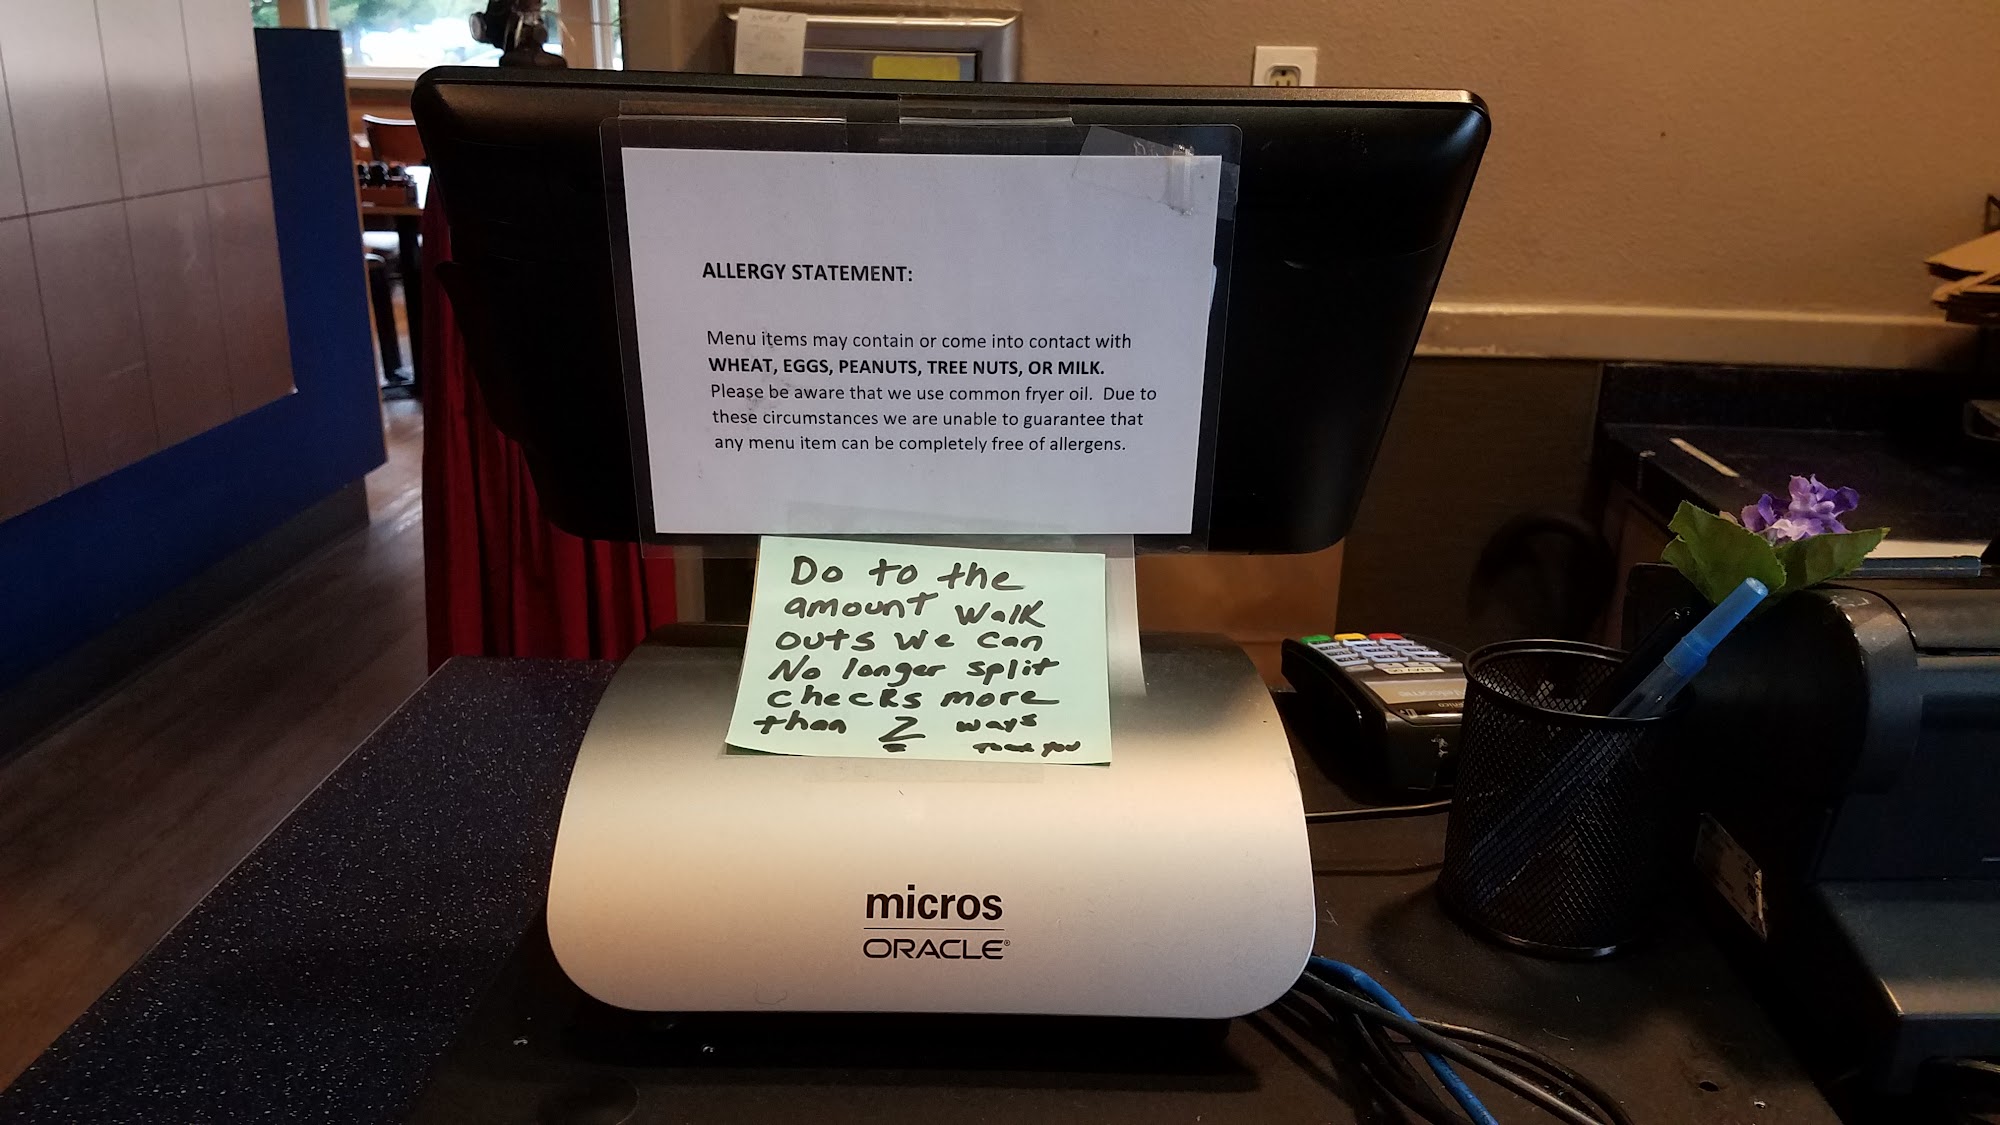 ALLERGY STATEMENT:
Menu items may contain or come into contact with
WHEAT, EGGS, PEANUTS, TREE NUTS, OR MILK.
Please be aware that we use common fryer oil.  Due to
these circumstances we are unable to guarantee that
any menu item can be completely free of allergens.
Do to the
amount walk
outs we can
No longer split
checks more
than 2 ways
Thank you
micros
ORACLE®